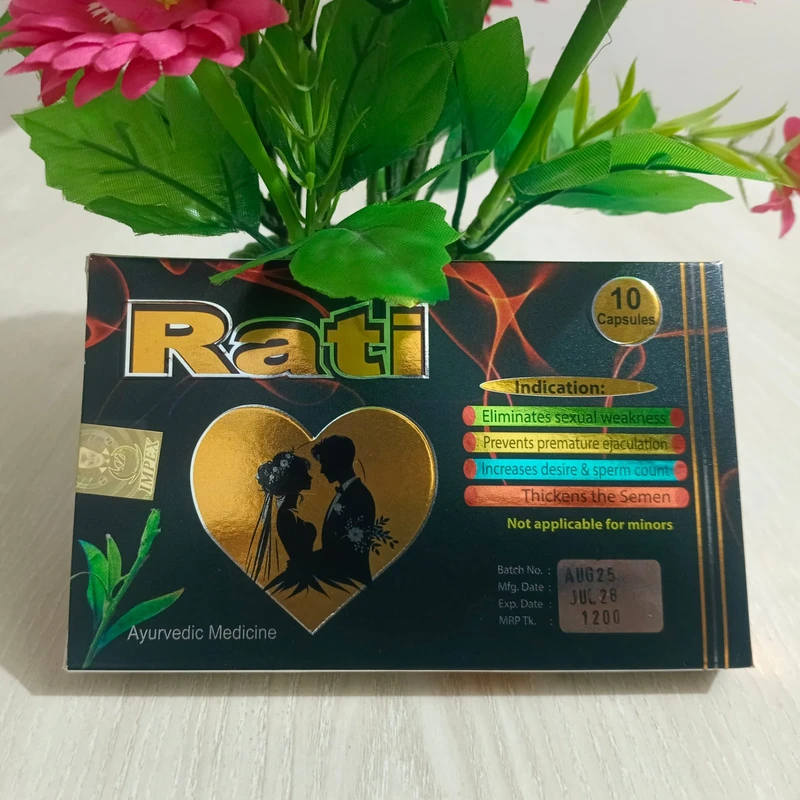 Rati
10
Capsules
Indication:
Eliminates sexual weakness
Prevents premature ejaculation
Increases desire & sperm count
Thickens the Semen
Not applicable for minors
IMPEX
Batch No. :
Mfg. Date : AUG25
Exp. Date : JUL28
MRP Tk. : 1200
Ayurvedic Medicine